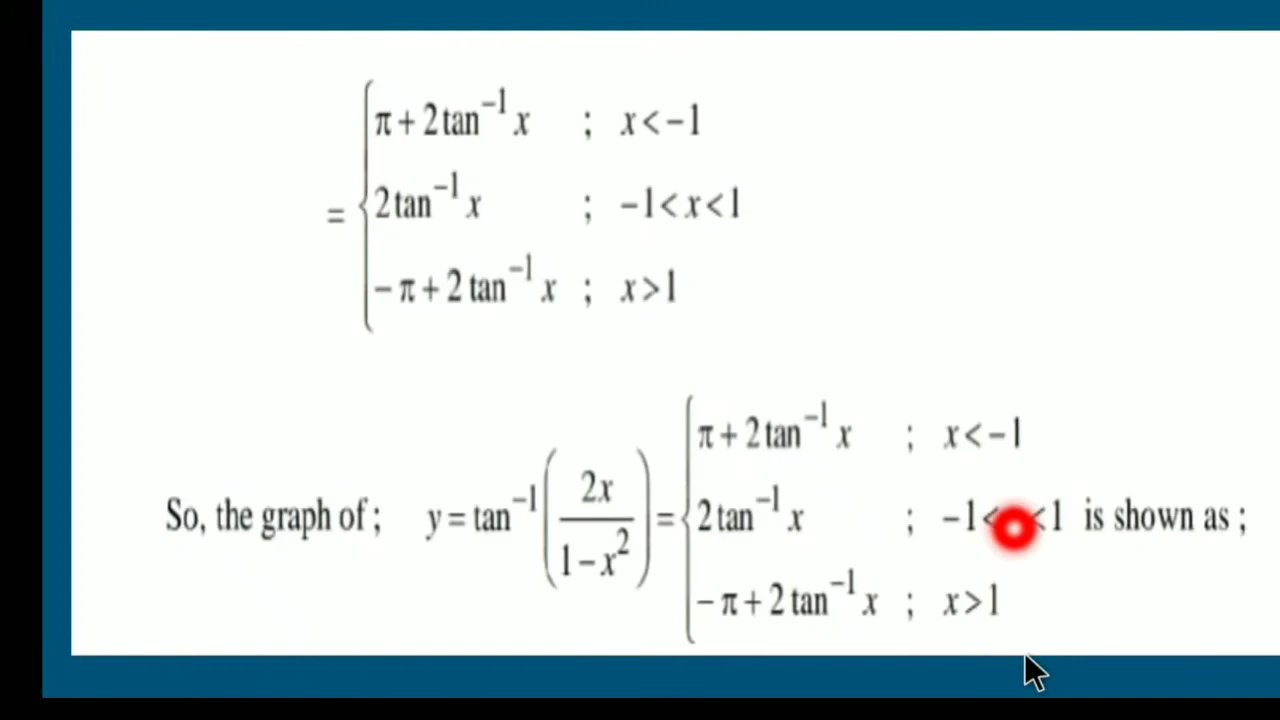 π + 2 tan⁻¹ x ; x < −1
= 2 tan⁻¹ x ; −1 < x < 1
− π + 2 tan⁻¹ x ; x > 1
π + 2 tan⁻¹ x ; x < −1
So, the graph of ; y = tan⁻¹ (2x / 1 − x²) = 2 tan⁻¹ x ; −1 < < 1 is shown as ;
− π + 2 tan⁻¹ x ; x > 1